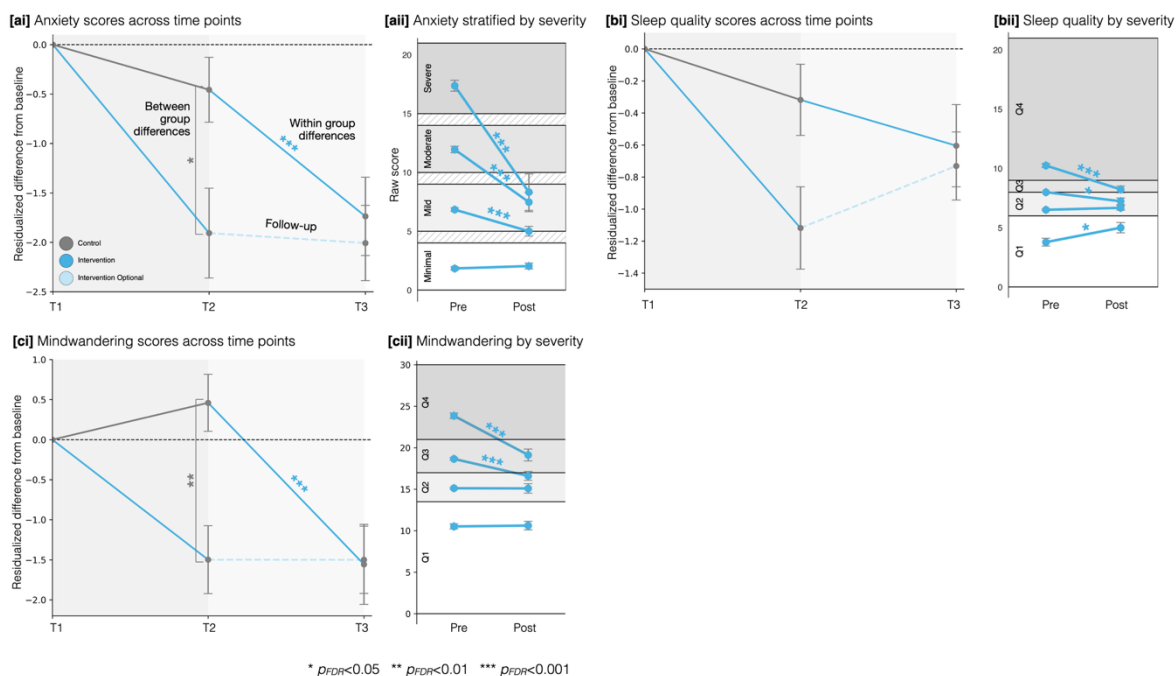 [ai] Anxiety scores across time points
[aii] Anxiety stratified by severity
[bi] Sleep quality scores across time points
[bii] Sleep quality by severity
Residualized difference from baseline
0.0
−0.5
−1.0
−1.5
−2.0
−2.5
Between
group
differences
*
***
Within group
differences
Follow-up
Control
Intervention
Intervention Optional
T1
T2
T3
Raw score
20
15
10
5
0
Severe
Moderate
Mild
Minimal
***
***
***
Pre
Post
Residualized difference from baseline
0.0
−0.2
−0.4
−0.6
−0.8
−1.0
−1.2
−1.4
T1
T2
T3
20
15
10
5
0
Q4
Q3
Q2
Q1
***
*
*
Pre
Post
[ci] Mindwandering scores across time points
[cii] Mindwandering by severity
Residualized difference from baseline
1.0
0.5
0.0
−0.5
−1.0
−1.5
−2.0
**
***
T1
T2
T3
30
25
20
15
10
5
0
Q4
Q3
Q2
Q1
***
***
Pre
Post
* pFDR<0.05 ** pFDR<0.01 *** pFDR<0.001